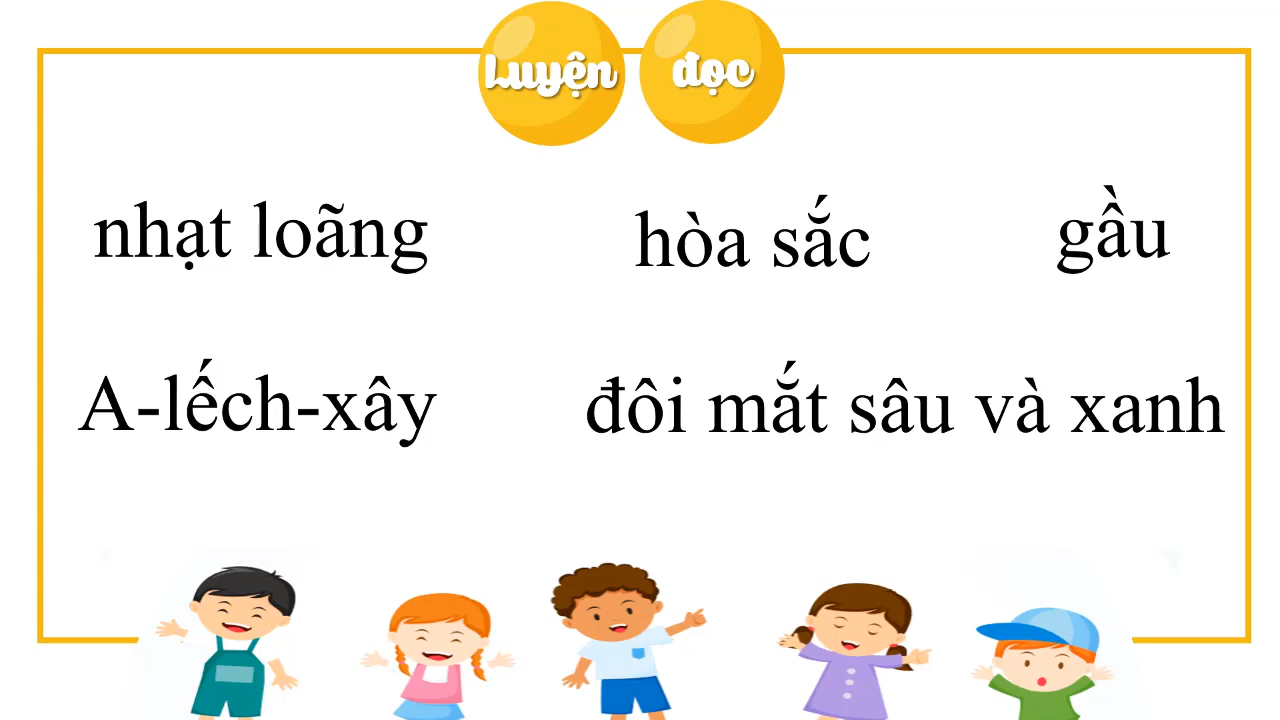 Luyện đọc
nhạt loãng hòa sắc gầu
A-lếch-xây đôi mắt sâu và xanh